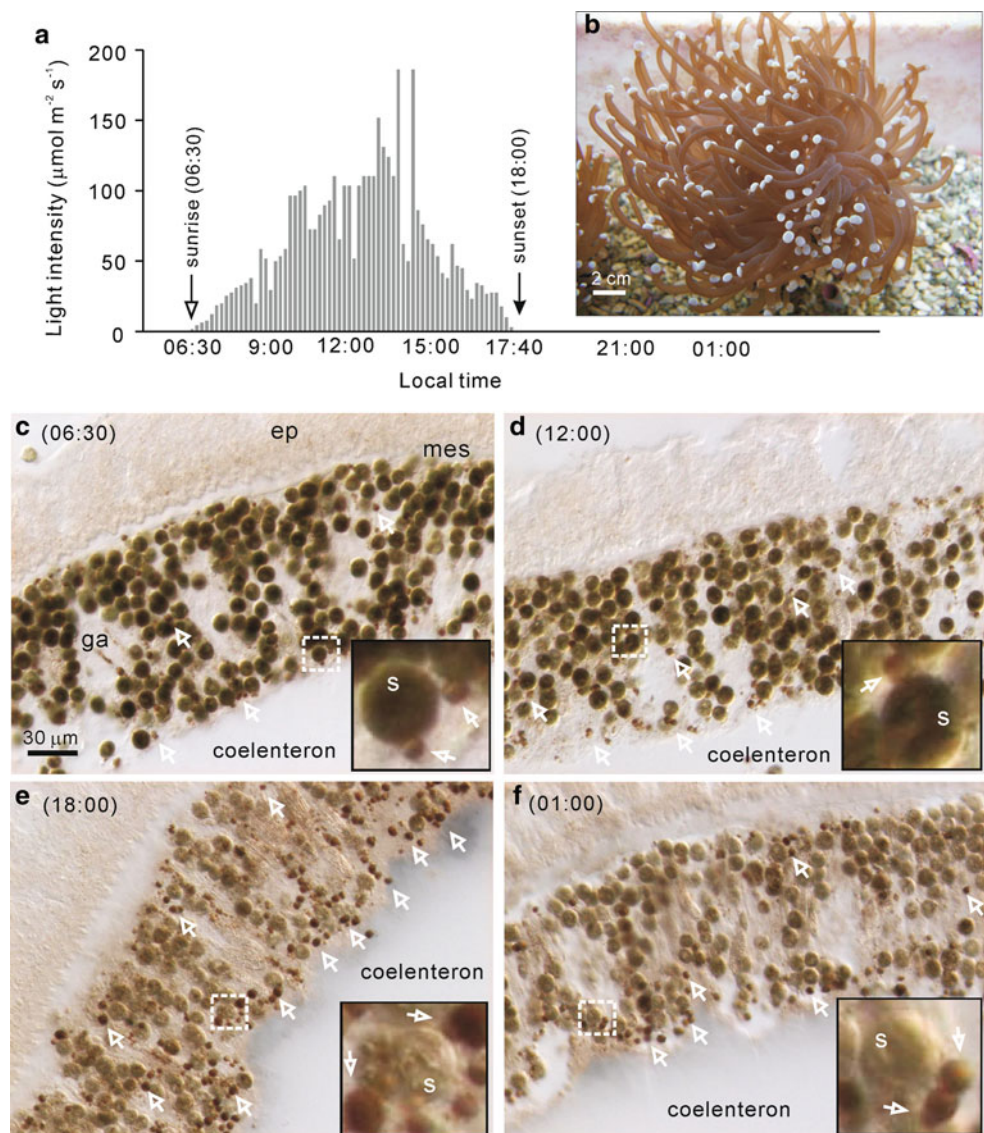 a
200
150
100
50
0
Light intensity (μmol m⁻² s⁻¹)
sunrise (06:30)
sunset (18:00)
06:30 9:00 12:00 15:00 17:40 21:00 01:00
Local time
b
2 cm
c (06:30)
ep
mes
ga
s
30 μm
coelenteron
d (12:00)
s
coelenteron
e (18:00)
coelenteron
s
f (01:00)
s
coelenteron